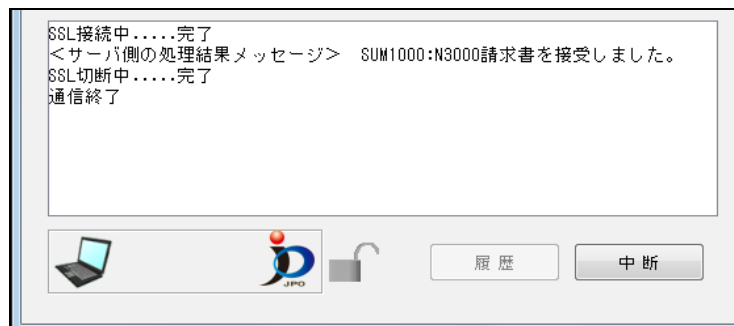 SSL接続中.....完了
＜サーバ側の処理結果メッセージ＞　SUM1000:N3000請求書を接受しました。
SSL切断中.....完了
通信終了
JPO
履 歴
中 断